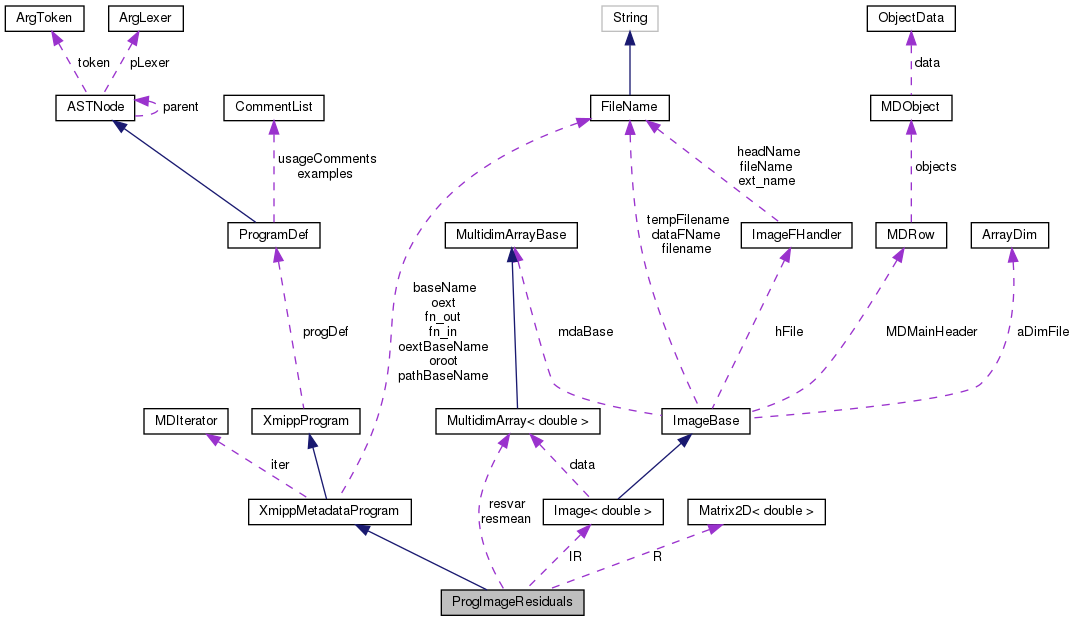 ArgToken
ArgLexer
String
ObjectData
token
pLexer
data
ASTNode
parent
CommentList
FileName
MDObject
usageComments
examples
headName
fileName
ext_name
objects
ProgramDef
MultidimArrayBase
tempFilename
dataFName
filename
ImageFHandler
MDRow
ArrayDim
progDef
baseName
oext
fn_out
fn_in
oextBaseName
oroot
pathBaseName
mdaBase
hFile
MDMainHeader
aDimFile
MDIterator
XmippProgram
MultidimArray< double >
ImageBase
iter
data
XmippMetadataProgram
resvar
resmean
Image< double >
Matrix2D< double >
IR
R
ProgImageResiduals